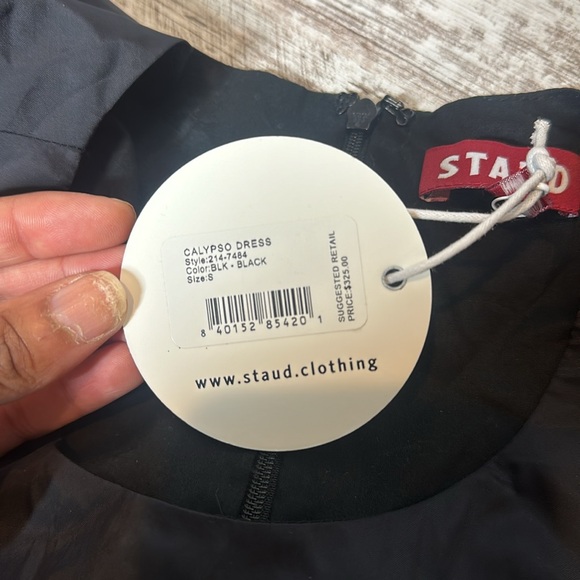 STAUD
CALYPSO DRESS
Style:214-7484
Color:BLK - BLACK
Size:S
8 40152 85420 1
SUGGESTED RETAIL
PRICE:$325.00
www.staud.clothing